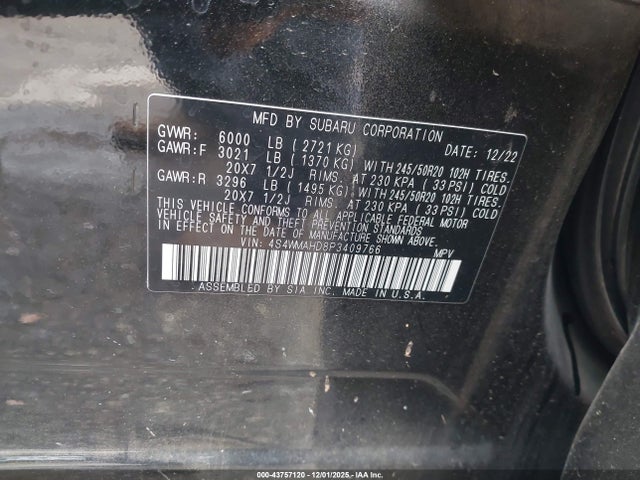 MFD BY SUBARU CORPORATION
GVWR: 6000 LB ( 2721 KG) DATE: 12/22
GAWR:F 3021 LB ( 1370 KG) WITH 245/50R20 102H TIRES,
20X7 1/2J RIMS, AT 230 KPA ( 33 PSI) COLD
GAWR:R 3296 LB ( 1495 KG) WITH 245/50R20 102H TIRES,
20X7 1/2J RIMS, AT 230 KPA ( 33 PSI) COLD
THIS VEHICLE CONFORMS TO ALL APPLICABLE FEDERAL MOTOR
VEHICLE SAFETY AND THEFT PREVENTION STANDARDS IN EFFECT
ON THE DATE OF MANUFACTURE SHOWN ABOVE.
VIN: 4S4WMAHD8P3409766 MPV
ASSEMBLED BY SIA INC. MADE IN U.S.A.
000-43757120 - 12/01/2025 - IAAI.COM